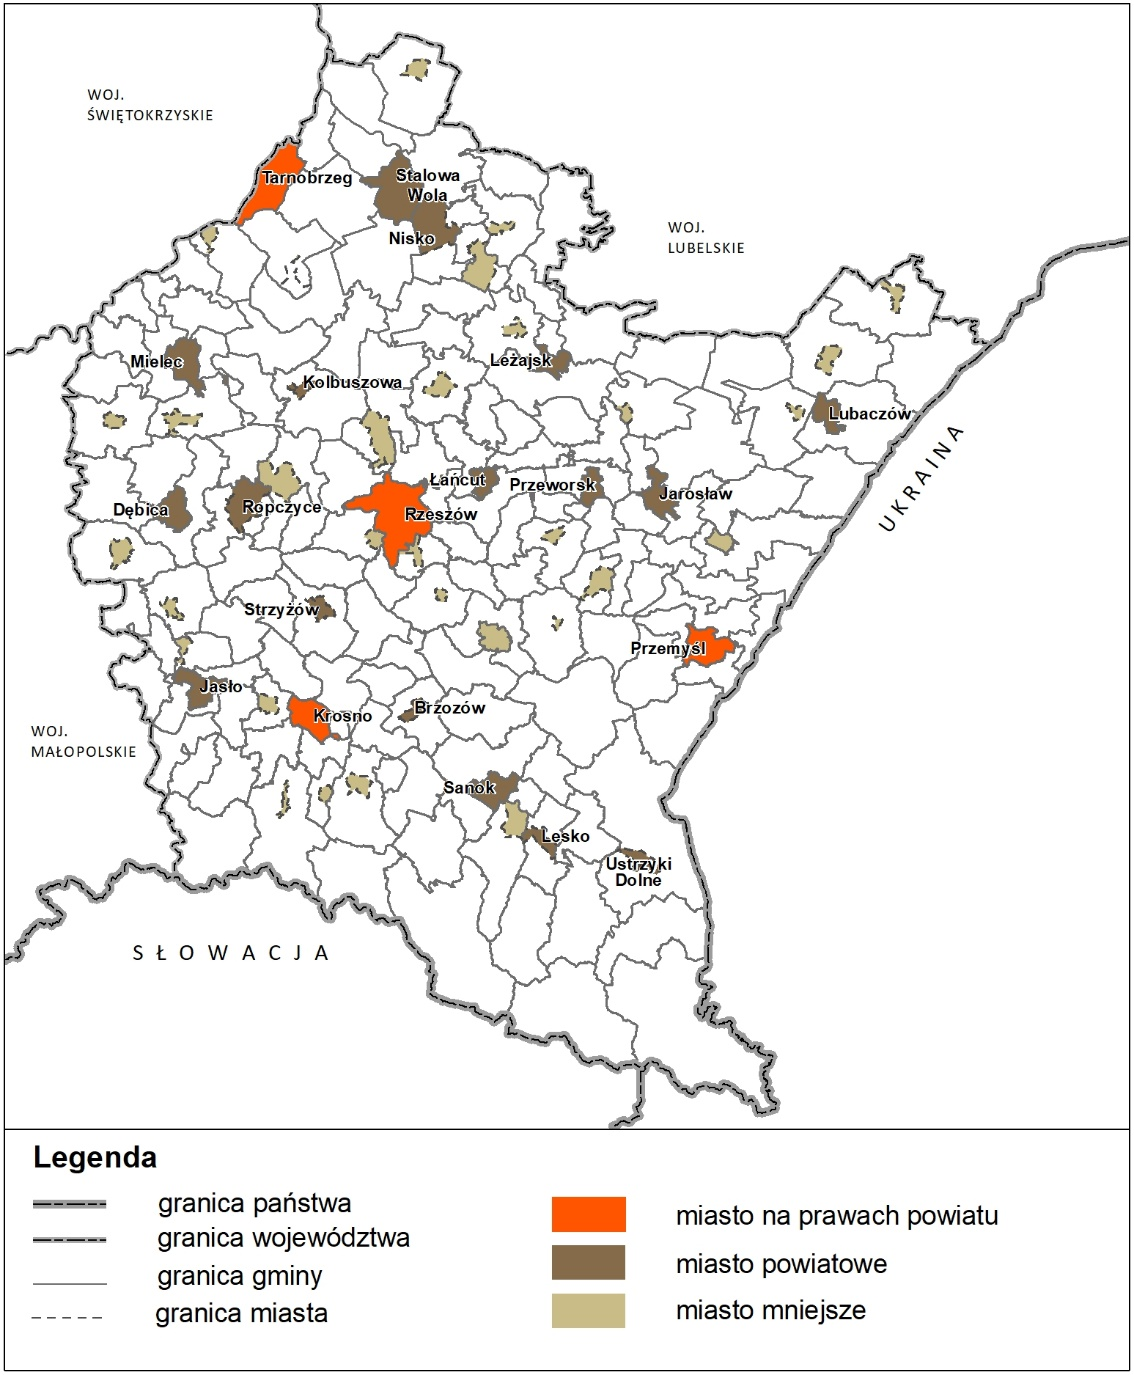 WOJ.
ŚWIĘTOKRZYSKIE
Tarnobrzeg
Stalowa
Wola
Nisko
WOJ.
LUBELSKIE
Mielec
Leżajsk
Kolbuszowa
Lubaczów
UKRAINA
Łańcut
Przeworsk
Jarosław
Dębica
Ropczyce
Rzeszów
Strzyżów
Przemyśl
Jasło
Krosno
Brzozów
WOJ.
MAŁOPOLSKIE
Sanok
Lesko
Ustrzyki
Dolne
SŁOWACJA
Legenda
granica państwa
granica województwa
granica gminy
granica miasta
miasto na prawach powiatu
miasto powiatowe
miasto mniejsze